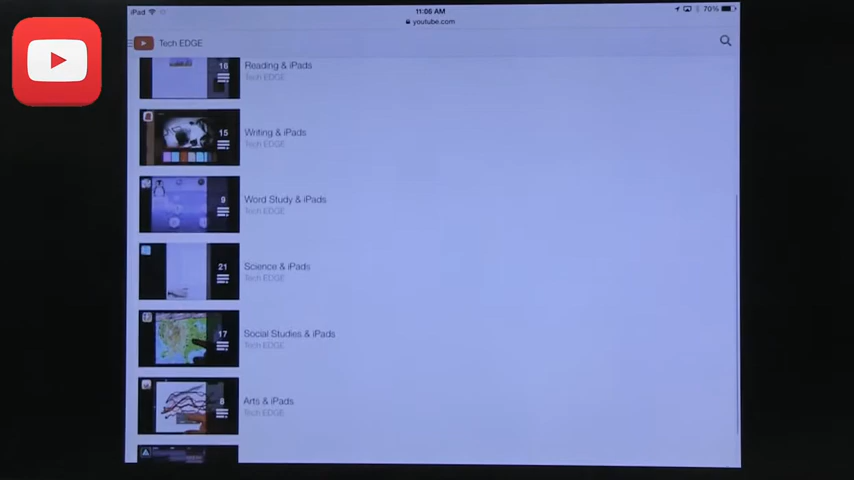 iPad 11:06 AM 70%
youtube.com
Tech EDGE
16 Reading & iPads
Tech EDGE
15 Writing & iPads
Tech EDGE
9 Word Study & iPads
Tech EDGE
21 Science & iPads
Tech EDGE
17 Social Studies & iPads
Tech EDGE
8 Arts & iPads
Tech EDGE